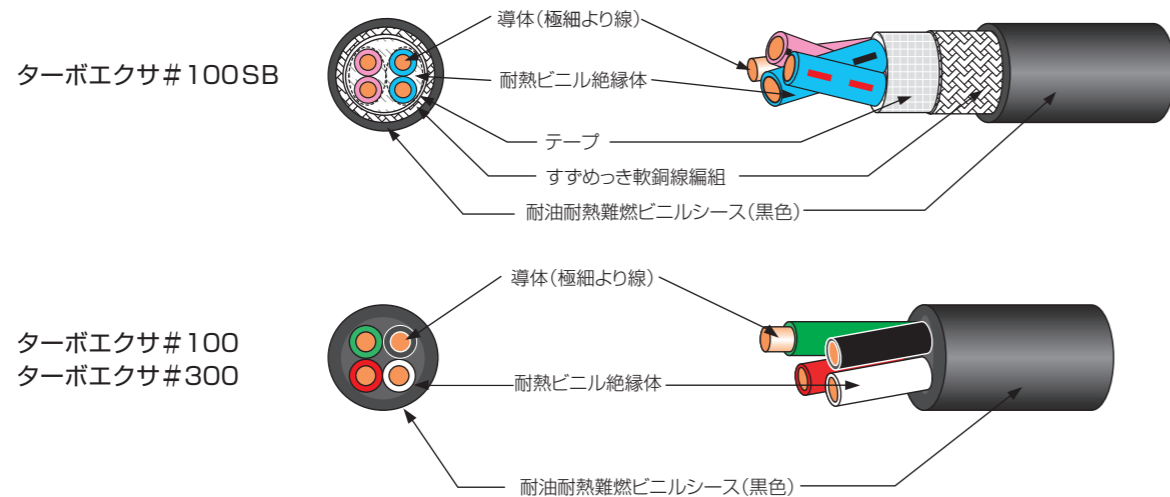 導体(極細より線)
ターボエクサ#100SB
耐熱ビニル絶縁体
テープ
すずめっき軟銅線編組
耐油耐熱難燃ビニルシース(黒色)
導体(極細より線)
ターボエクサ#100
ターボエクサ#300
耐熱ビニル絶縁体
耐油耐熱難燃ビニルシース(黒色)